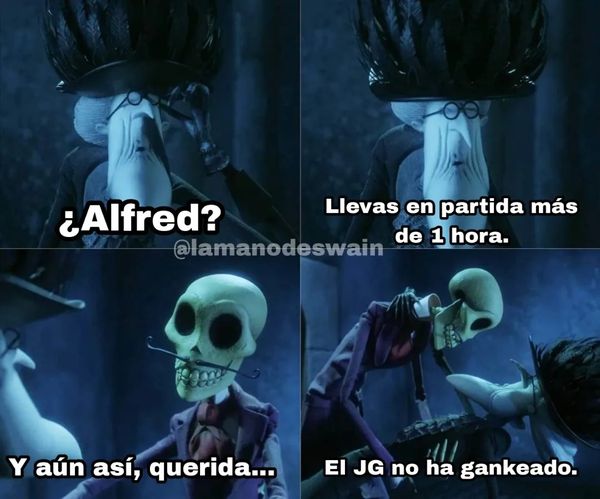 ¿Alfred?
Llevas en partida más
de 1 hora.
@lamanodeswain
Y aún así, querida...
El JG no ha gankeado.